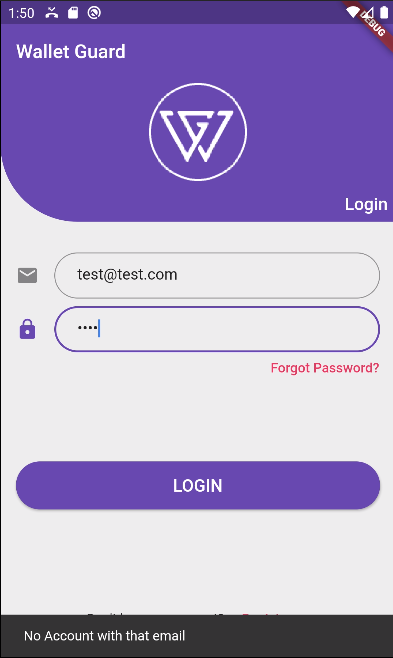 1:50
DEBUG
Wallet Guard
Login
test@test.com
Forgot Password?
LOGIN
No Account with that email